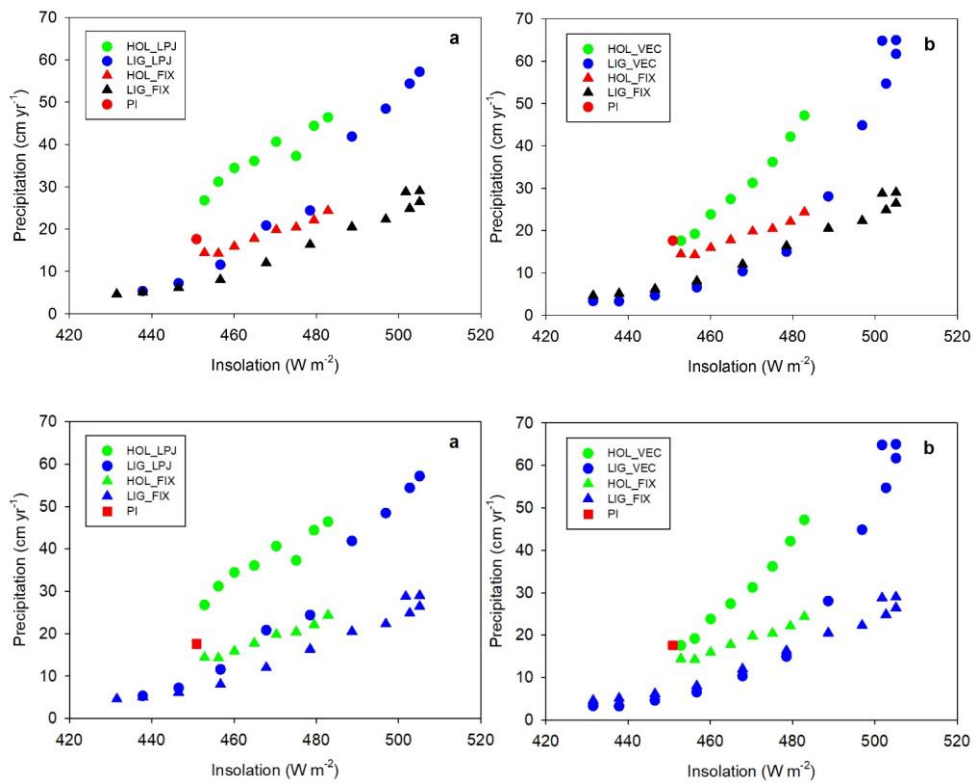 a
HOL_LPJ
LIG_LPJ
HOL_FIX
LIG_FIX
PI
Precipitation (cm yr-1)
70
60
50
40
30
20
10
0
420 440 460 480 500 520
Insolation (W m-2)
b
HOL_VEC
LIG_VEC
HOL_FIX
LIG_FIX
PI
Precipitation (cm yr-1)
70
60
50
40
30
20
10
0
420 440 460 480 500 520
Insolation (W m-2)
a
HOL_LPJ
LIG_LPJ
HOL_FIX
LIG_FIX
PI
Precipitation (cm yr-1)
70
60
50
40
30
20
10
0
420 440 460 480 500 520
Insolation (W m-2)
b
HOL_VEC
LIG_VEC
HOL_FIX
LIG_FIX
PI
Precipitation (cm yr-1)
70
60
50
40
30
20
10
0
420 440 460 480 500 520
Insolation (W m-2)